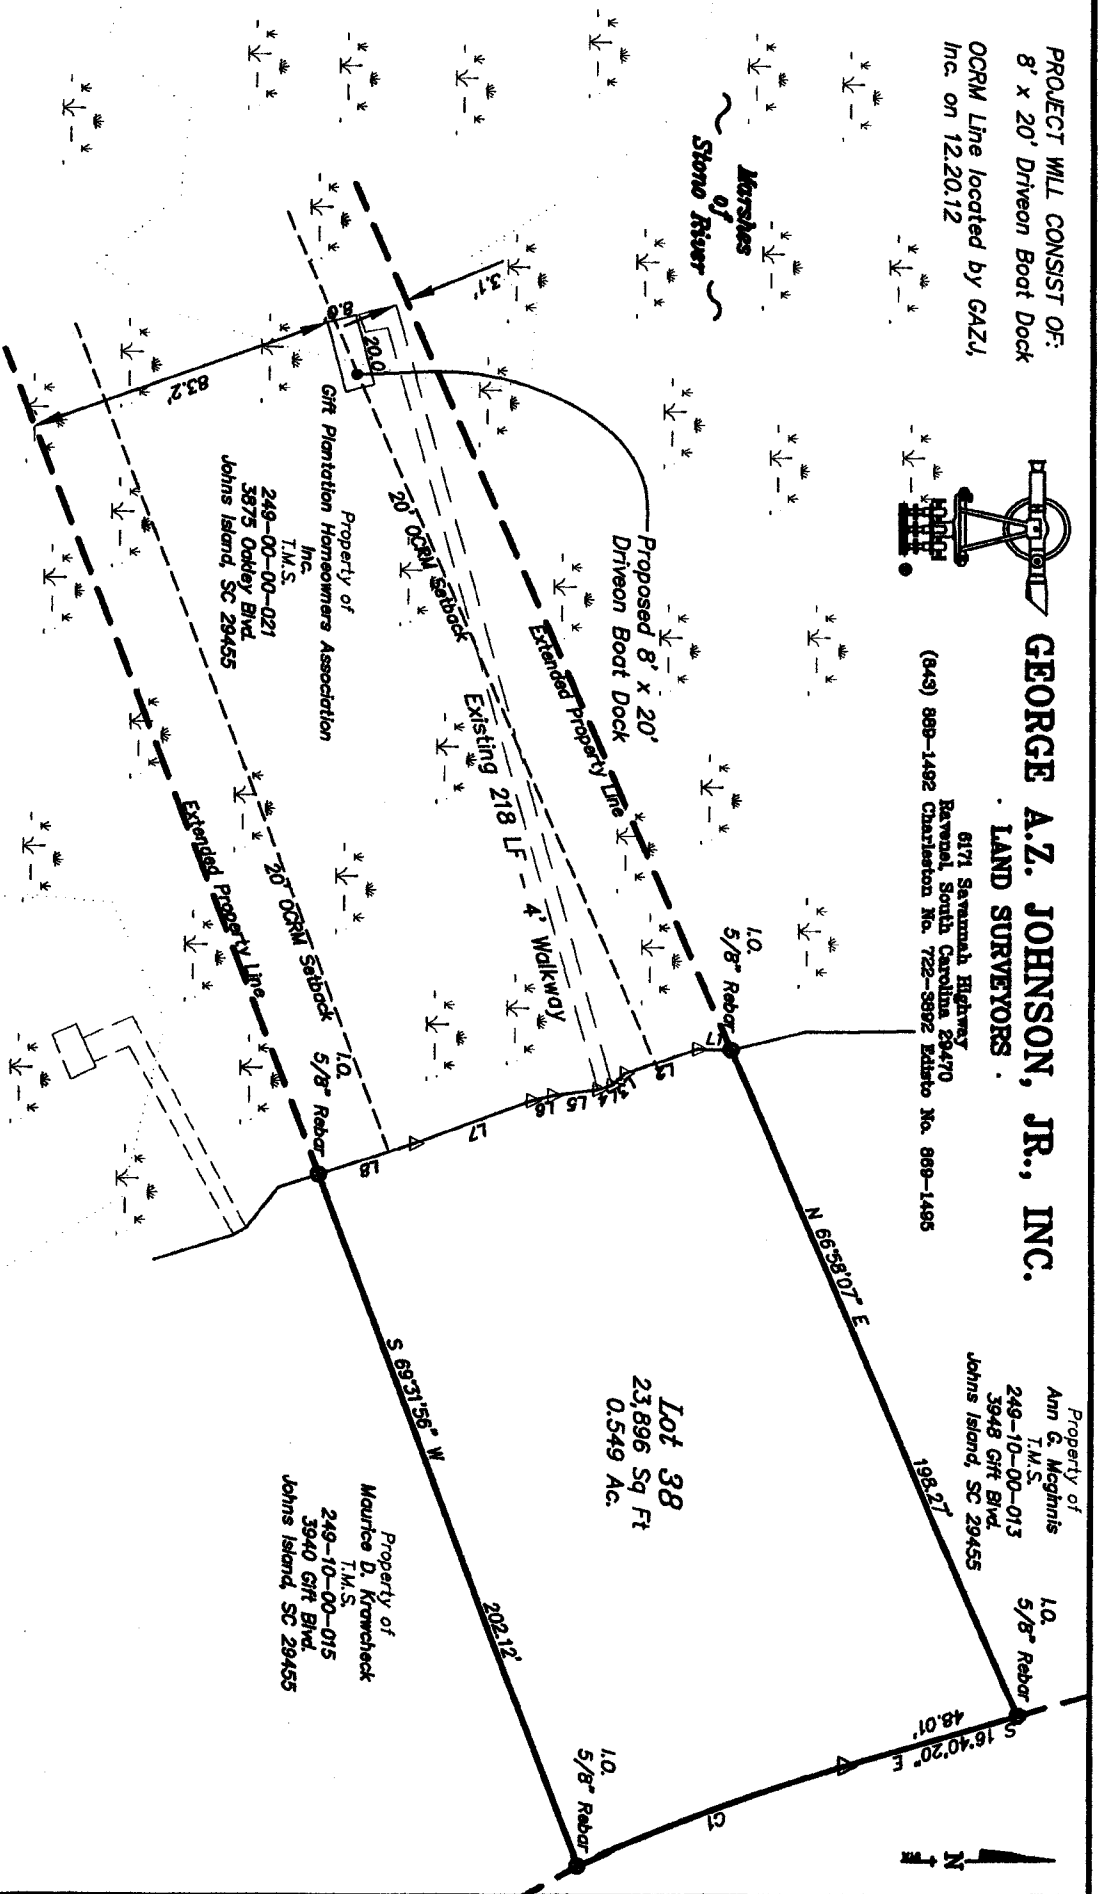 PROJECT WILL CONSIST OF:
8' x 20' Driveon Boat Dock
OCRM Line located by GAZJ,
Inc. on 12.20.12
GEORGE A.Z. JOHNSON, JR., INC.
· LAND SURVEYORS ·
6171 Savannah Highway
Ravenel, South Carolina 29470
(843) 889-1492 Charleston No. 722-3892 Edisto No. 869-1495
Property of
Ann G. Mcginnis
T.M.S.
249-10-00-013
3948 Gift Blvd.
Johns Island, SC 29455
I.O.
5/8" Rebar
N
Marshes
of
Stono River
3.1'
8.0
20.0
83.2'
Proposed 8' x 20'
Driveon Boat Dock
Extended Property Line
20' OCRM Setback
Existing 218 LF - 4' Walkway
Property of
Gift Plantation Homeowners Association
Inc.
T.M.S.
249-00-00-021
3875 Oakley Blvd.
Johns Island, SC 29455
20' OCRM Setback
Extended Property Line
I.O.
5/8" Rebar
L4
L5
L6
L7
L8
I.O.
5/8" Rebar
N 66°58'07" E
198.27'
S 16°40'20" E
48.01'
C1
Lot 38
23,896 Sq Ft
0.549 Ac.
S 69°31'56" W
202.12'
I.O.
5/8" Rebar
Property of
Maurice D. Krawcheck
T.M.S.
249-10-00-015
3940 Gift Blvd.
Johns Island, SC 29455